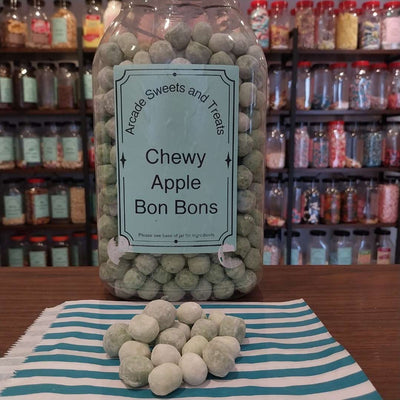 Arcade Sweets and Treats
Chewy
Apple
Bon Bons
Please see base of jar for ingredients